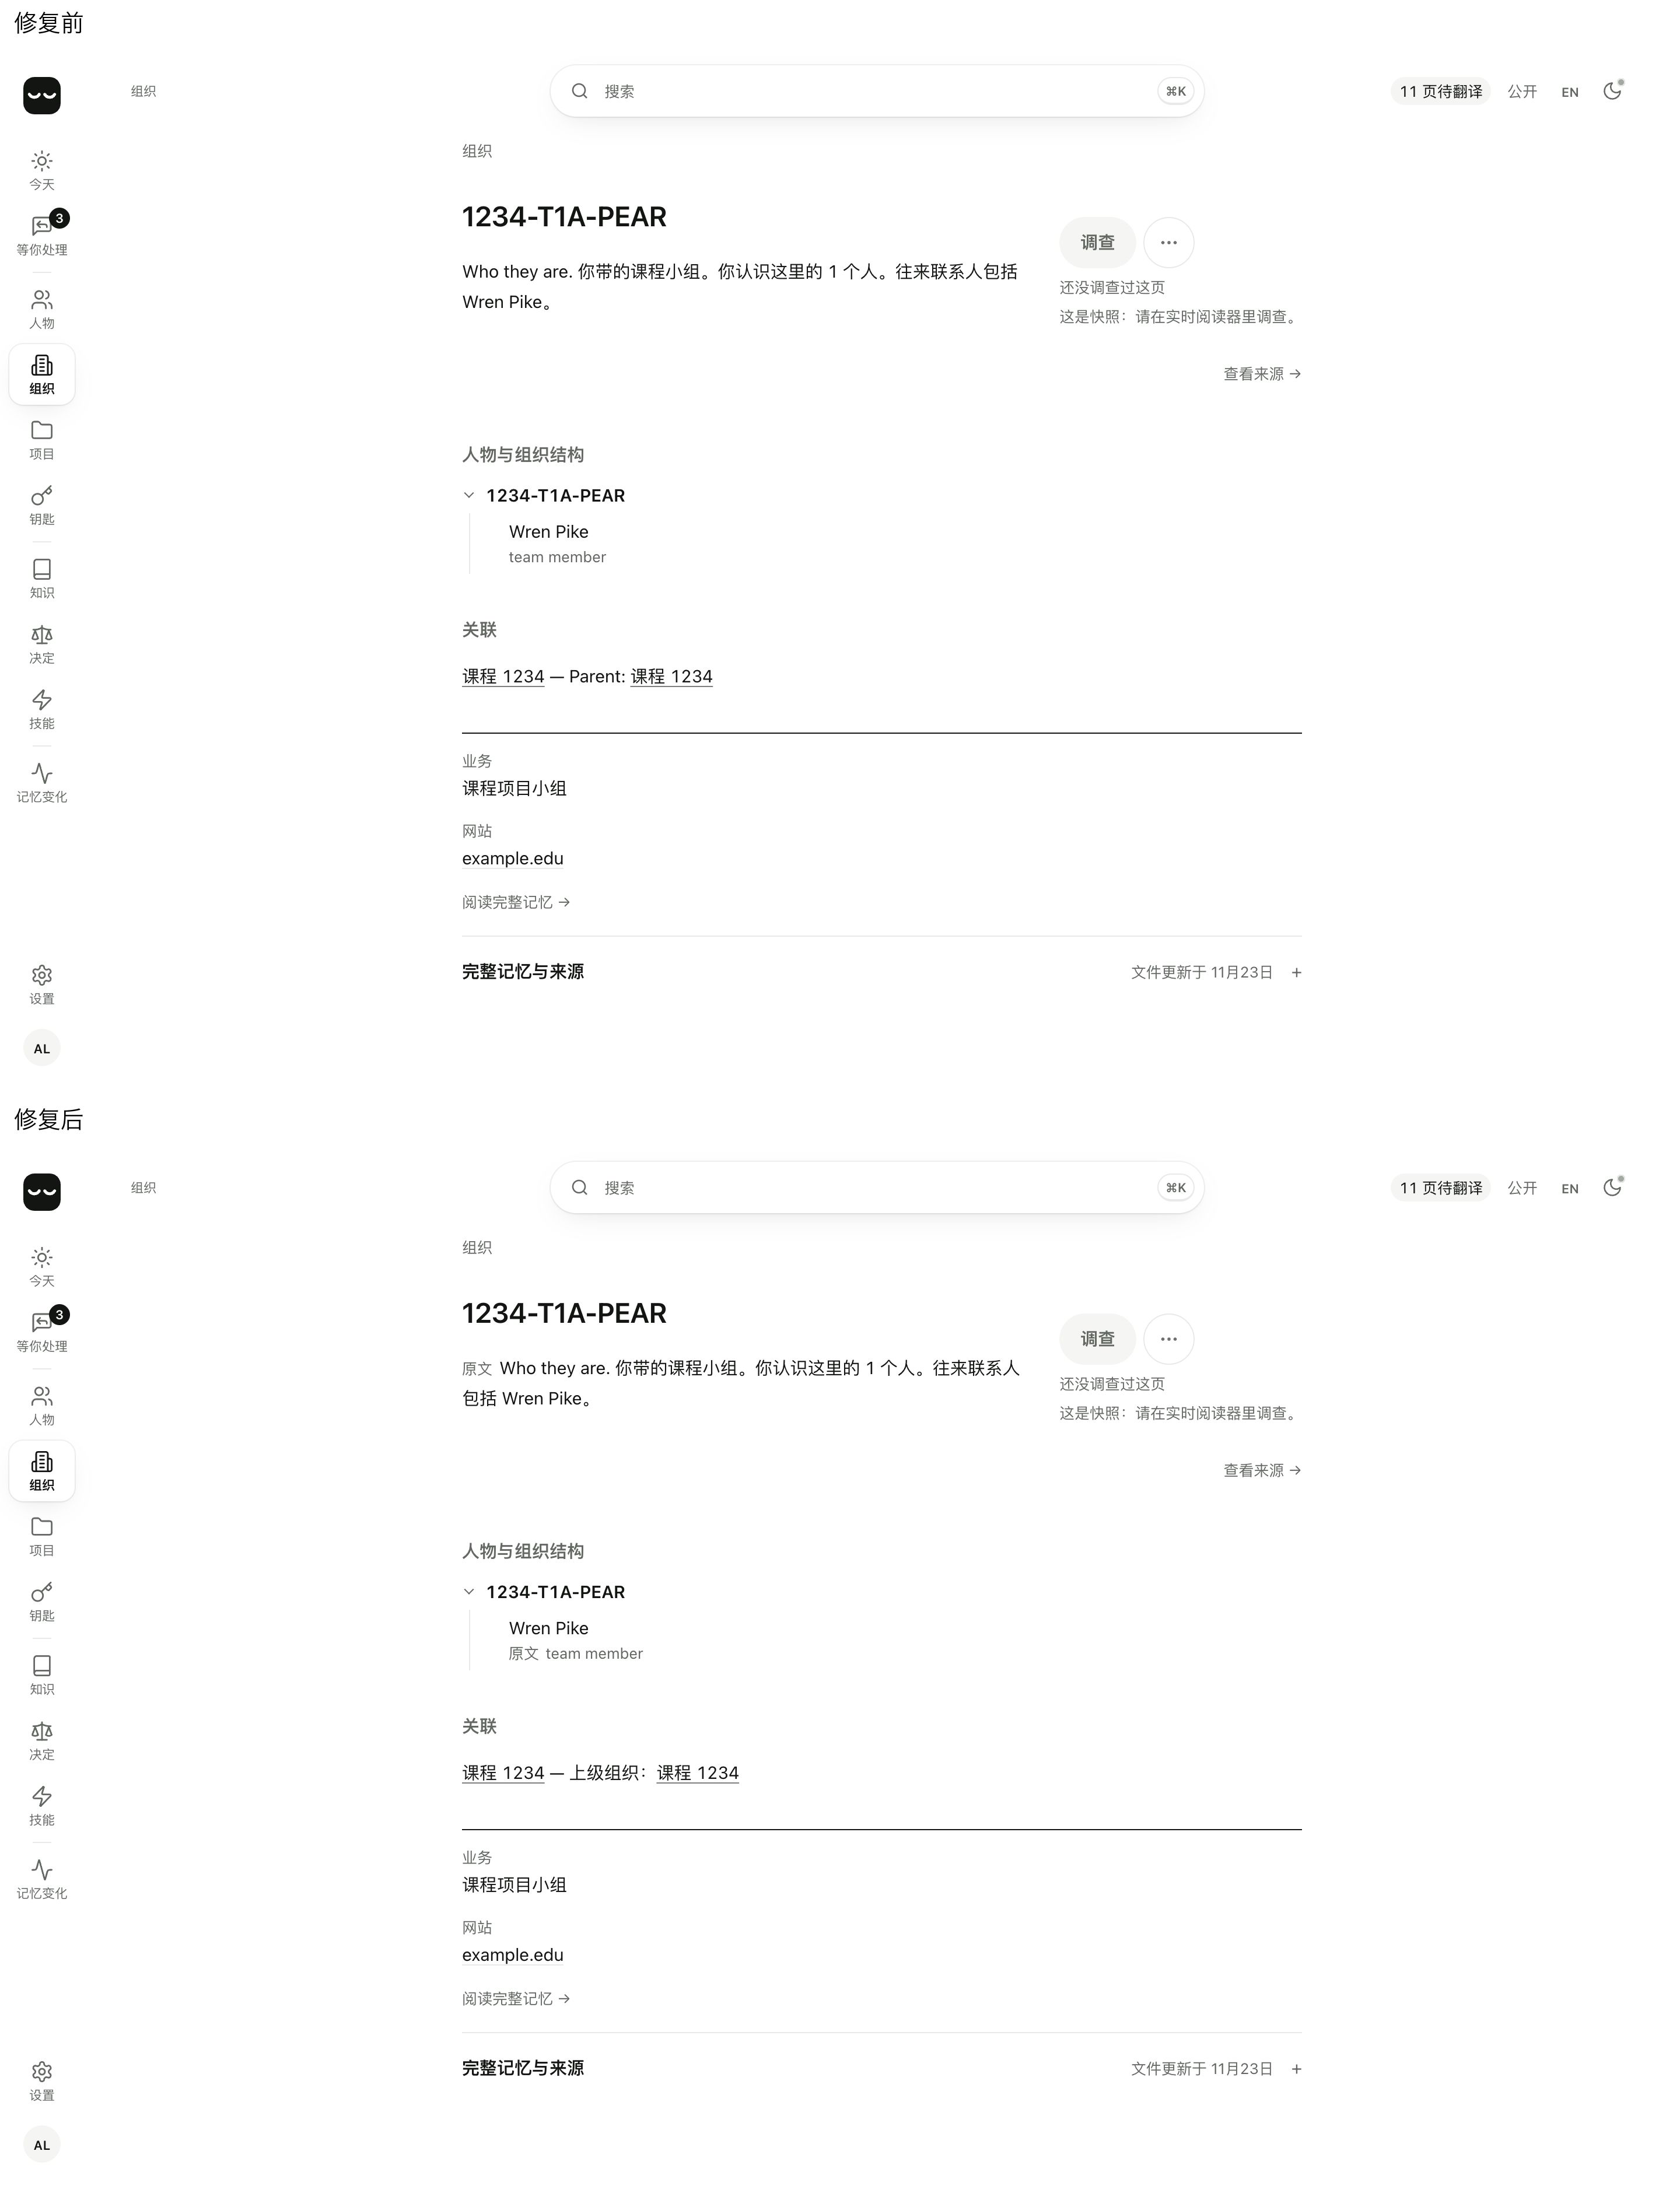 修复前
组织
搜索
⌘K
11 页待翻译
公开
EN
今天
3
等你处理
人物
组织
项目
钥匙
知识
决定
技能
记忆变化
设置
AL
组织
1234-T1A-PEAR
Who they are. 你带的课程小组。你认识这里的 1 个人。往来联系人包括
Wren Pike。
调查
还没调查过这页
这是快照：请在实时阅读器里调查。
查看来源 →
人物与组织结构
1234-T1A-PEAR
Wren Pike
team member
关联
课程 1234 — Parent: 课程 1234
业务
课程项目小组
网站
example.edu
阅读完整记忆 →
完整记忆与来源
文件更新于 11月23日 +
修复后
组织
搜索
⌘K
11 页待翻译
公开
EN
今天
3
等你处理
人物
组织
项目
钥匙
知识
决定
技能
记忆变化
设置
AL
组织
1234-T1A-PEAR
原文 Who they are. 你带的课程小组。你认识这里的 1 个人。往来联系人
包括 Wren Pike。
调查
还没调查过这页
这是快照：请在实时阅读器里调查。
查看来源 →
人物与组织结构
1234-T1A-PEAR
Wren Pike
原文 team member
关联
课程 1234 — 上级组织：课程 1234
业务
课程项目小组
网站
example.edu
阅读完整记忆 →
完整记忆与来源
文件更新于 11月23日 +